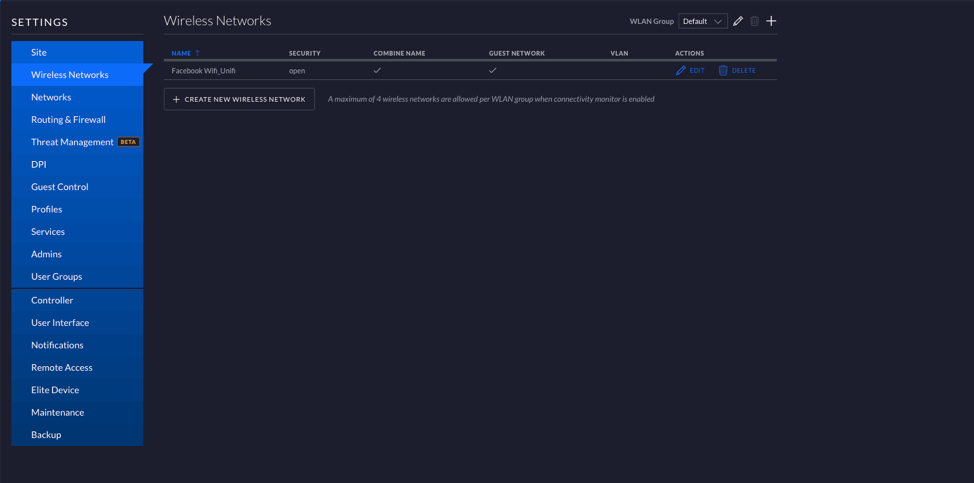 SETTINGS
Site
Wireless Networks
Networks
Routing & Firewall
Threat Management BETA
DPI
Guest Control
Profiles
Services
Admins
User Groups
Controller
User Interface
Notifications
Remote Access
Elite Device
Maintenance
Backup
Wireless Networks
WLAN Group Default
NAME ↑ SECURITY COMBINE NAME GUEST NETWORK VLAN ACTIONS
Facebook Wifi_Unifi open ✓ ✓ EDIT DELETE
+ CREATE NEW WIRELESS NETWORK A maximum of 4 wireless networks are allowed per WLAN group when connectivity monitor is enabled